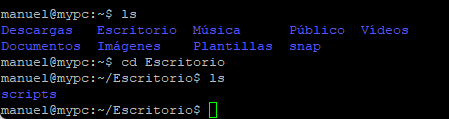 manuel@mypc:~$ ls
Descargas  Escritorio  Música      Público  Vídeos
Documentos  Imágenes    Plantillas  snap
manuel@mypc:~$ cd Escritorio
manuel@mypc:~/Escritorio$ ls
scripts
manuel@mypc:~/Escritorio$